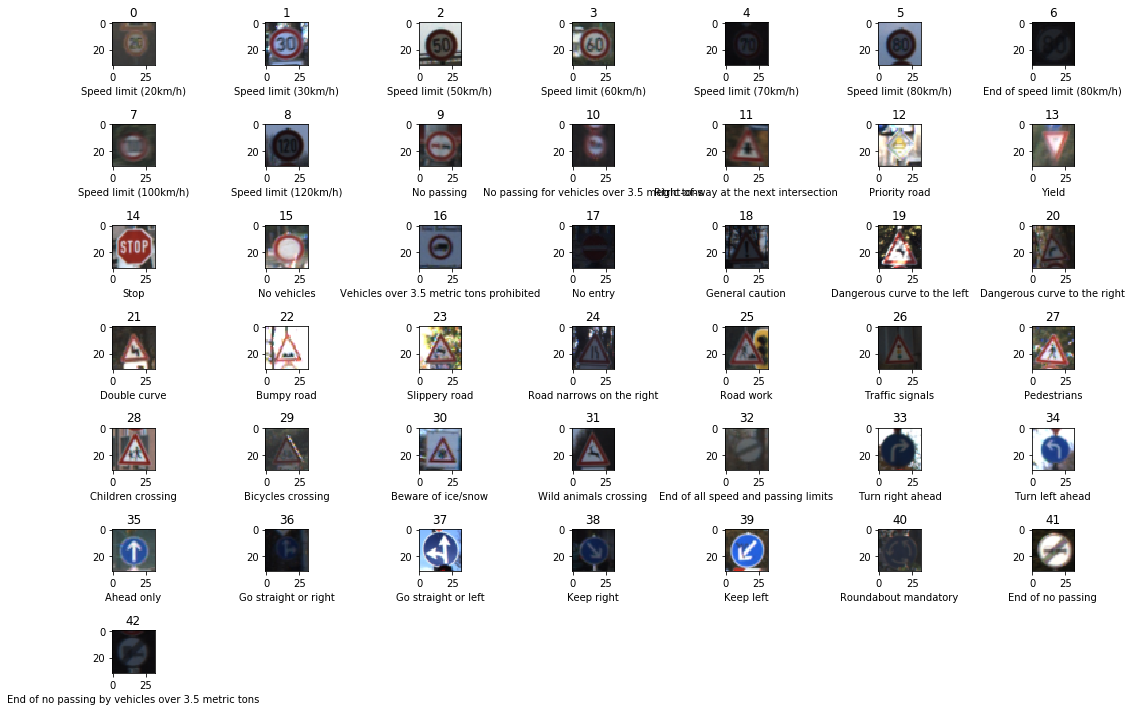 0 1 2 3 4 5 6
0 0 0 0 0 0 0
20 20 20 20 20 20 20
20 30 50 60 70 80 80
0 25 0 25 0 25 0 25 0 25 0 25 0 25
Speed limit (20km/h) Speed limit (30km/h) Speed limit (50km/h) Speed limit (60km/h) Speed limit (70km/h) Speed limit (80km/h) End of speed limit (80km/h)
7 8 9 10 11 12 13
0 0 0 0 0 0 0
20 20 20 20 20 20 20
100 120
0 25 0 25 0 25 0 25 0 25 0 25 0 25
Speed limit (100km/h) Speed limit (120km/h) No passing No passing for vehicles over 3.5 metric tons Right-of-way at the next intersection Priority road Yield
14 15 16 17 18 19 20
0 0 0 0 0 0 0
STOP
20 20 20 20 20 20 20
0 25 0 25 0 25 0 25 0 25 0 25 0 25
Stop No vehicles Vehicles over 3.5 metric tons prohibited No entry General caution Dangerous curve to the left Dangerous curve to the right
21 22 23 24 25 26 27
0 0 0 0 0 0 0
20 20 20 20 20 20 20
0 25 0 25 0 25 0 25 0 25 0 25 0 25
Double curve Bumpy road Slippery road Road narrows on the right Road work Traffic signals Pedestrians
28 29 30 31 32 33 34
0 0 0 0 0 0 0
20 20 20 20 20 20 20
0 25 0 25 0 25 0 25 0 25 0 25 0 25
Children crossing Bicycles crossing Beware of ice/snow Wild animals crossing End of all speed and passing limits Turn right ahead Turn left ahead
35 36 37 38 39 40 41
0 0 0 0 0 0 0
20 20 20 20 20 20 20
0 25 0 25 0 25 0 25 0 25 0 25 0 25
Ahead only Go straight or right Go straight or left Keep right Keep left Roundabout mandatory End of no passing
42
0
20
0 25
End of no passing by vehicles over 3.5 metric tons